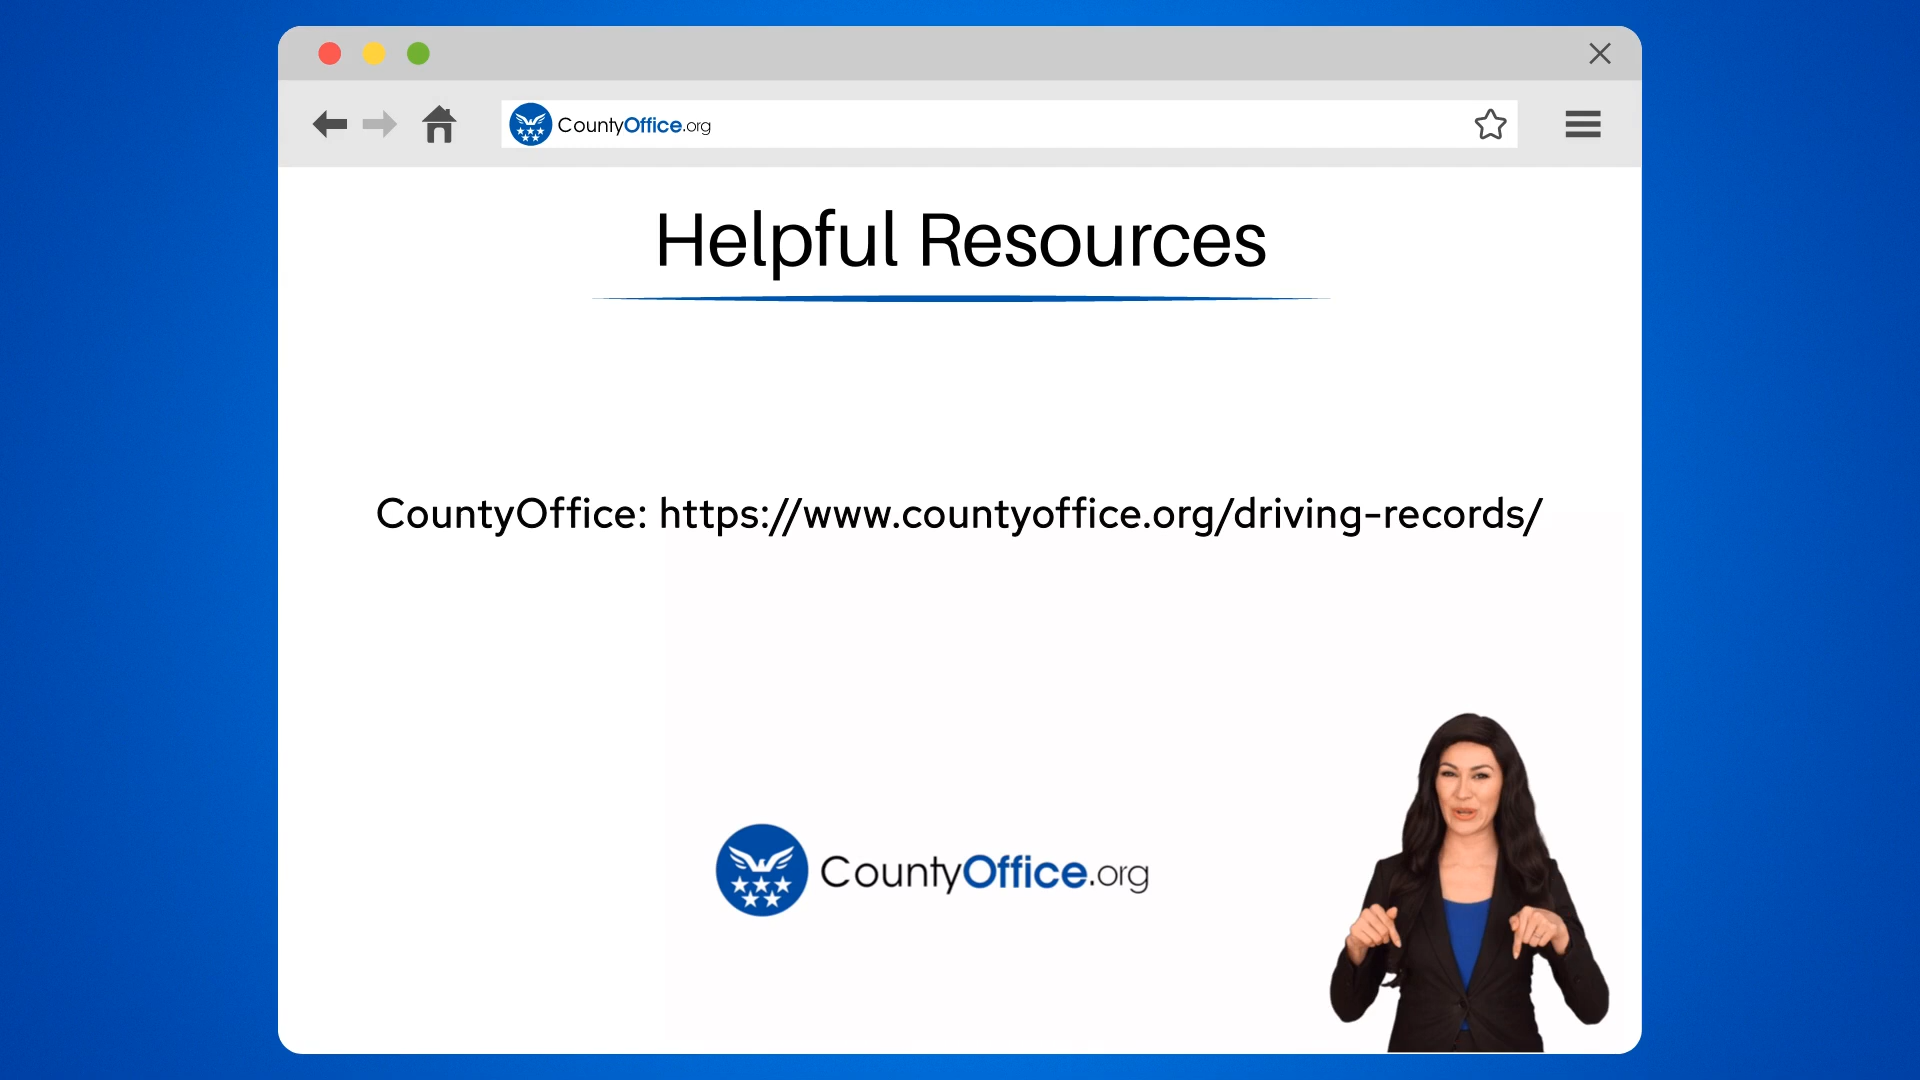 CountyOffice.org
Helpful Resources
CountyOffice: https://www.countyoffice.org/driving-records/
CountyOffice.org